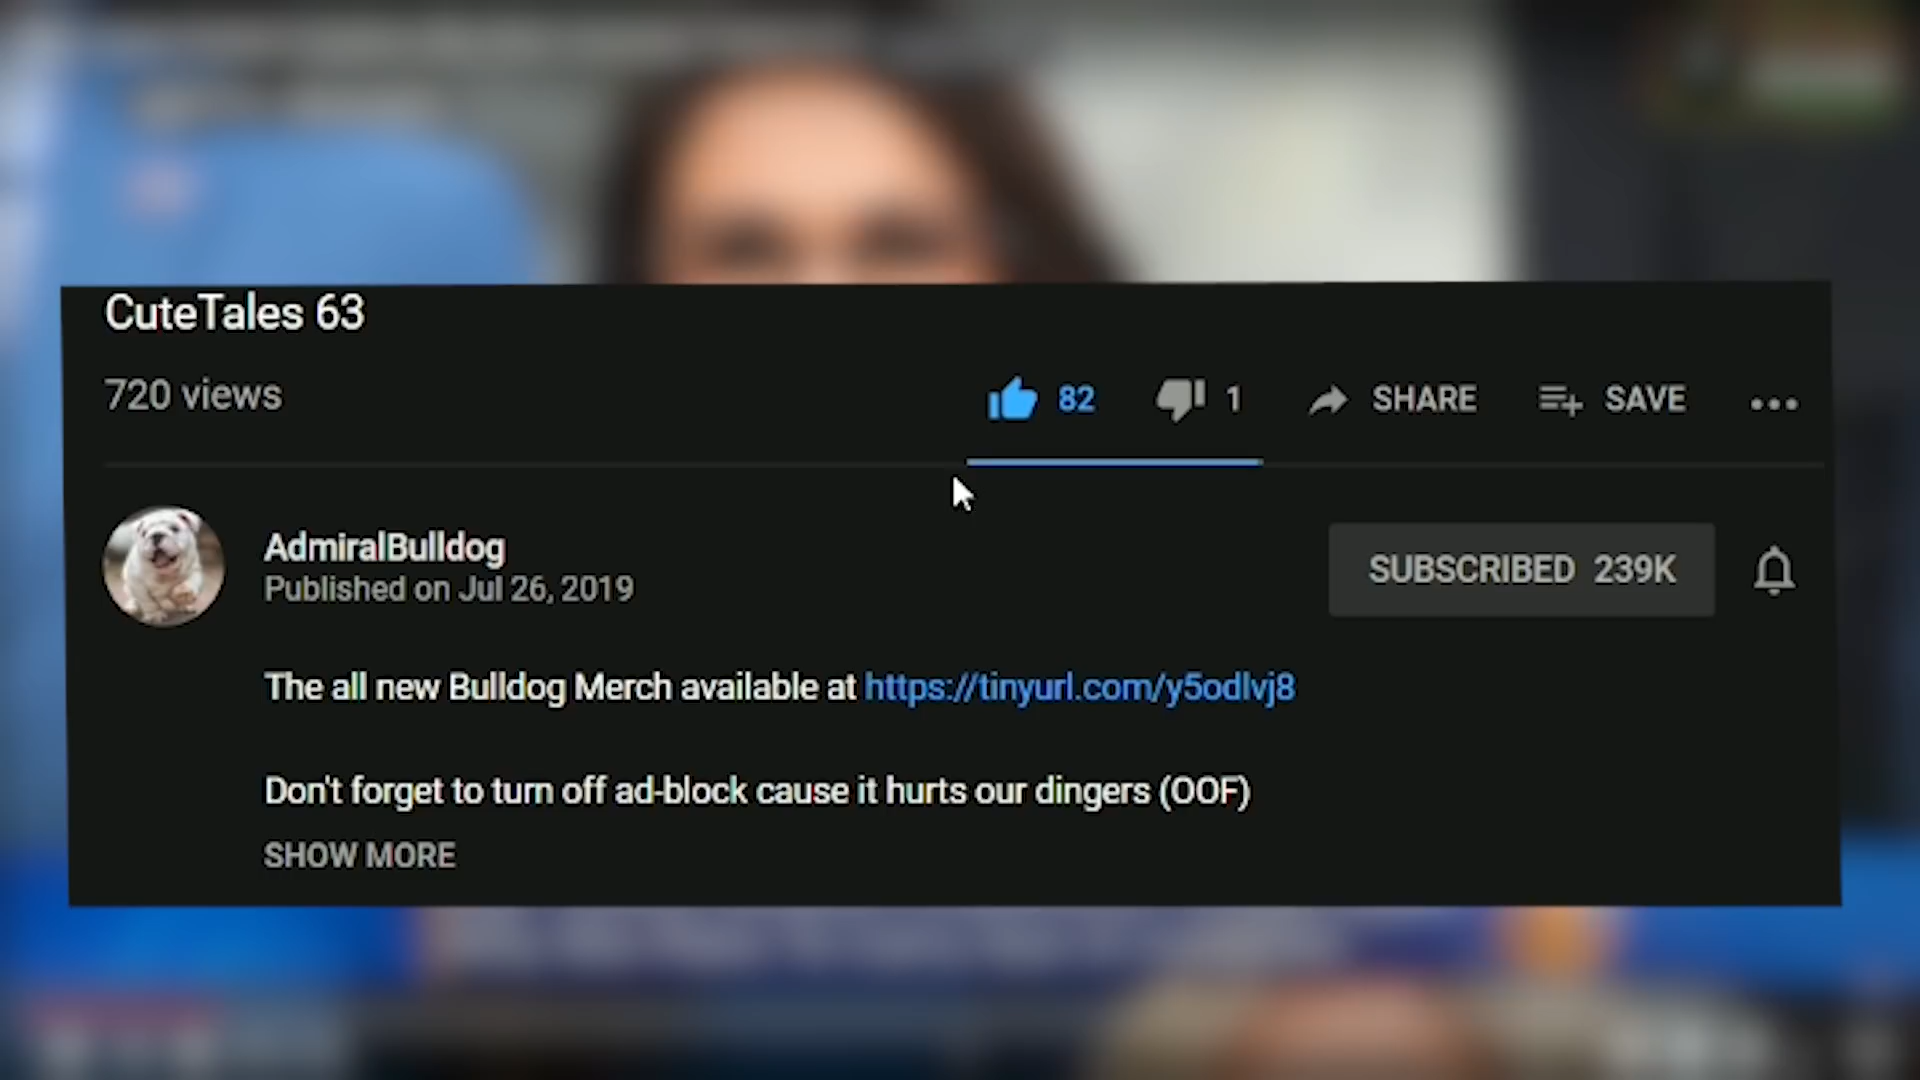 CuteTales 63
720 views
82
1
SHARE
SAVE
AdmiralBulldog
Published on Jul 26, 2019
SUBSCRIBED 239K
The all new Bulldog Merch available at https://tinyurl.com/y5odlvj8
Don't forget to turn off ad-block cause it hurts our dingers (OOF)
SHOW MORE